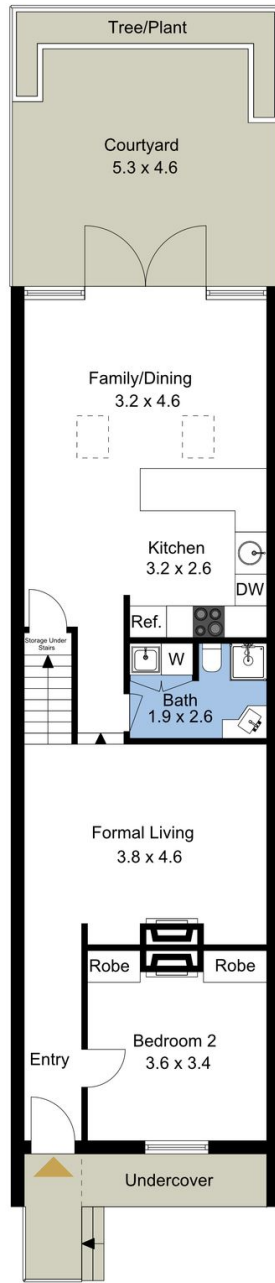 Tree/Plant
Courtyard
5.3 x 4.6
Family/Dining
3.2 x 4.6
Kitchen
3.2 x 2.6
DW
Ref.
Storage Under
Stairs
W
Bath
1.9 x 2.6
Formal Living
3.8 x 4.6
Robe
Robe
Bedroom 2
3.6 x 3.4
Entry
Undercover